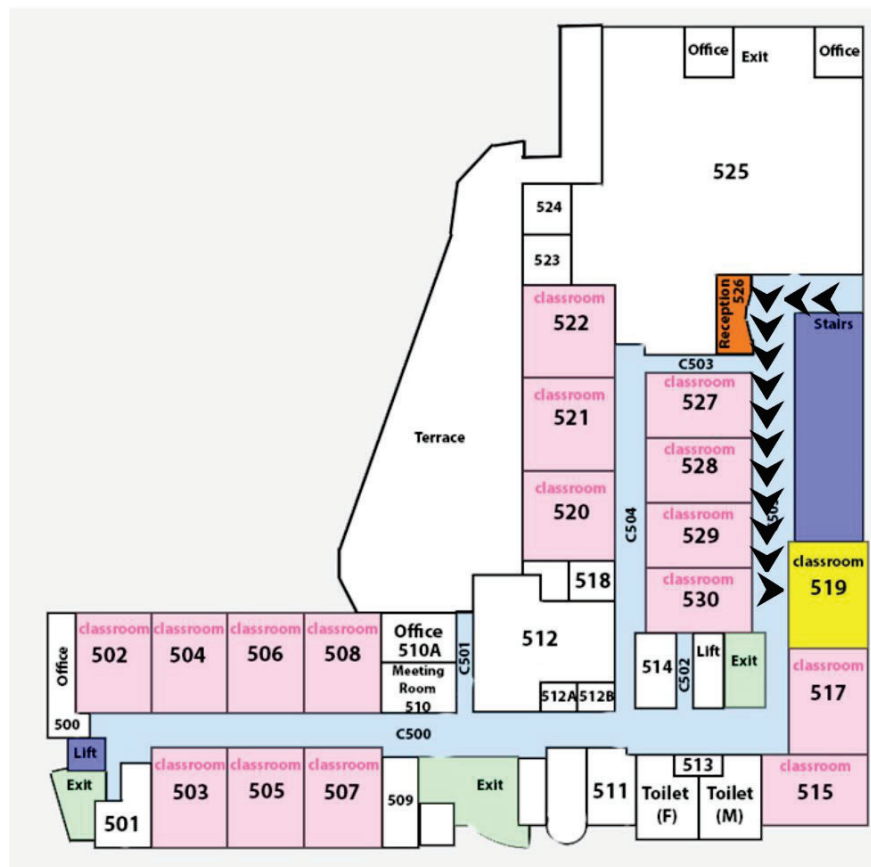 Office
Exit
Office
525
524
523
classroom
522
Reception
526
Stairs
C503
classroom
527
classroom
521
Terrace
classroom
528
classroom
520
C504
classroom
529
classroom
519
518
classroom
530
classroom
502
classroom
504
classroom
506
classroom
508
Office
510A
C501
512
Office
500
Meeting
Room
510
512A
512B
514
C502
Lift
Exit
classroom
517
C500
Lift
Exit
501
classroom
503
classroom
505
classroom
507
509
Exit
511
513
Toilet
(F)
Toilet
(M)
classroom
515